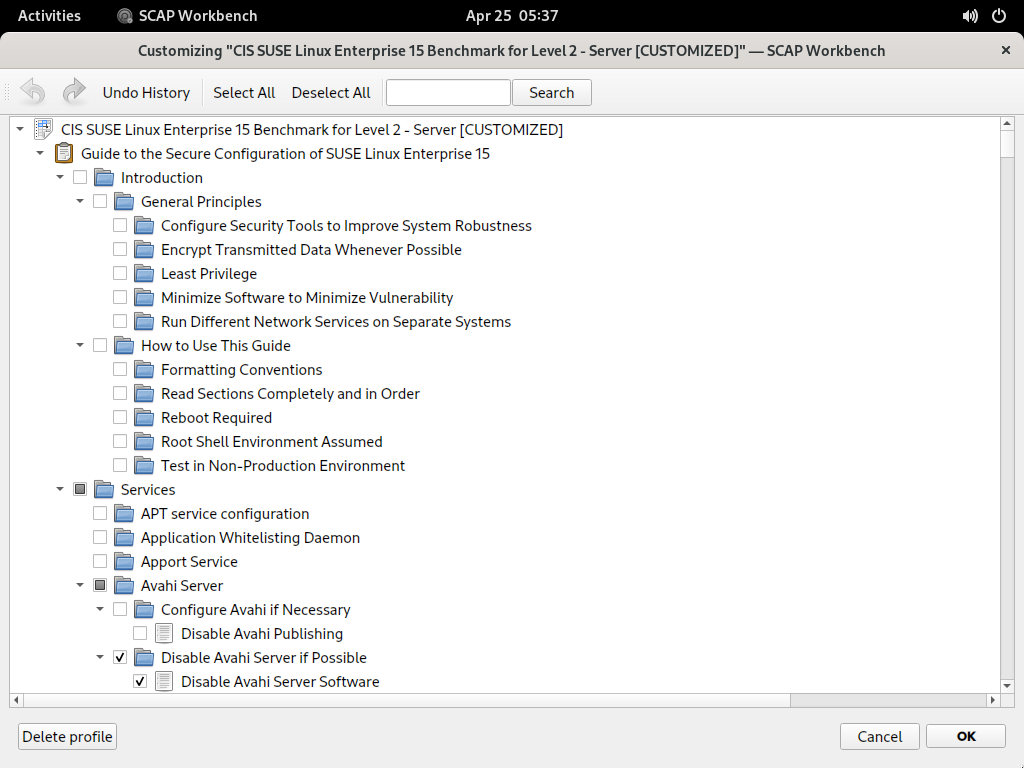 Activities SCAP Workbench Apr 25 05:37
Customizing "CIS SUSE Linux Enterprise 15 Benchmark for Level 2 - Server [CUSTOMIZED]" — SCAP Workbench
Undo History Select All Deselect All Search
CIS SUSE Linux Enterprise 15 Benchmark for Level 2 - Server [CUSTOMIZED]
Guide to the Secure Configuration of SUSE Linux Enterprise 15
Introduction
General Principles
Configure Security Tools to Improve System Robustness
Encrypt Transmitted Data Whenever Possible
Least Privilege
Minimize Software to Minimize Vulnerability
Run Different Network Services on Separate Systems
How to Use This Guide
Formatting Conventions
Read Sections Completely and in Order
Reboot Required
Root Shell Environment Assumed
Test in Non-Production Environment
Services
APT service configuration
Application Whitelisting Daemon
Apport Service
Avahi Server
Configure Avahi if Necessary
Disable Avahi Publishing
Disable Avahi Server if Possible
Disable Avahi Server Software
Delete profile Cancel OK